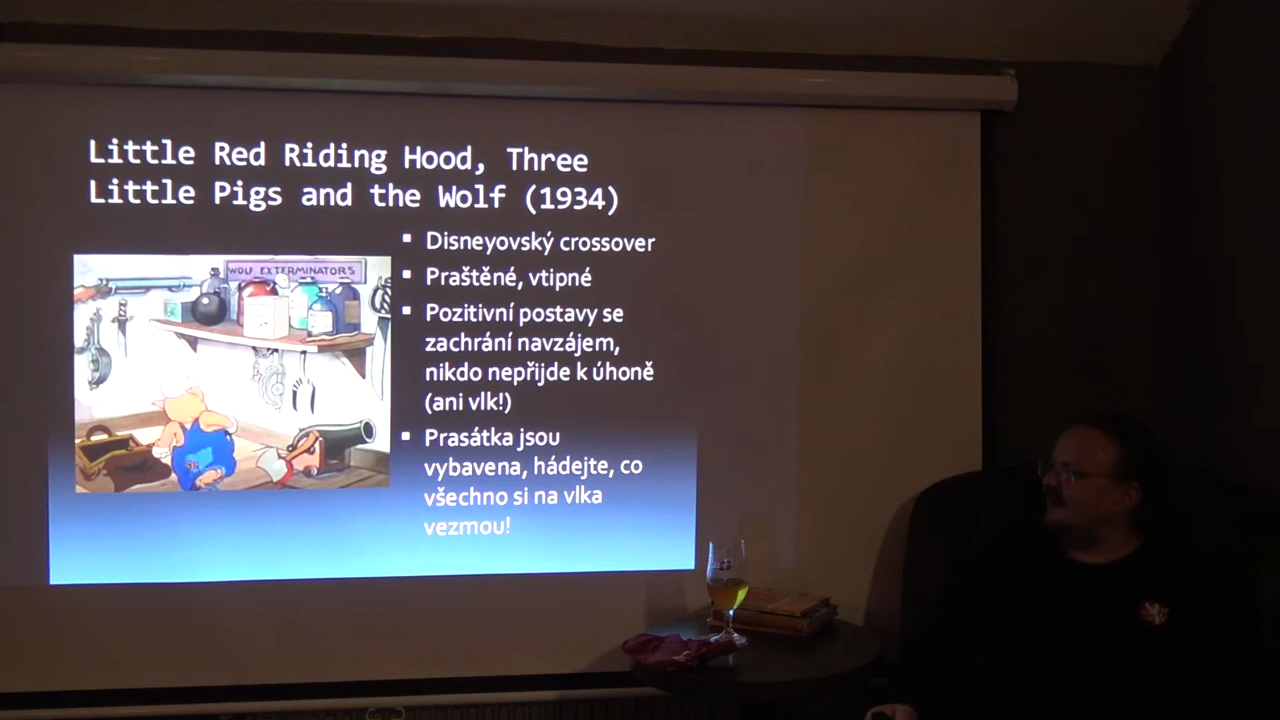 Little Red Riding Hood, Three
Little Pigs and the Wolf (1934)
WOLF EXTERMINATORS
▪ Disneyovský crossover
▪ Praštěné, vtipné
▪ Pozitivní postavy se
zachrání navzájem,
nikdo nepřijde k úhoně
(ani vlk!)
▪ Prasátka jsou
vybavena, hádejte, co
všechno si na vlka
vezmou!